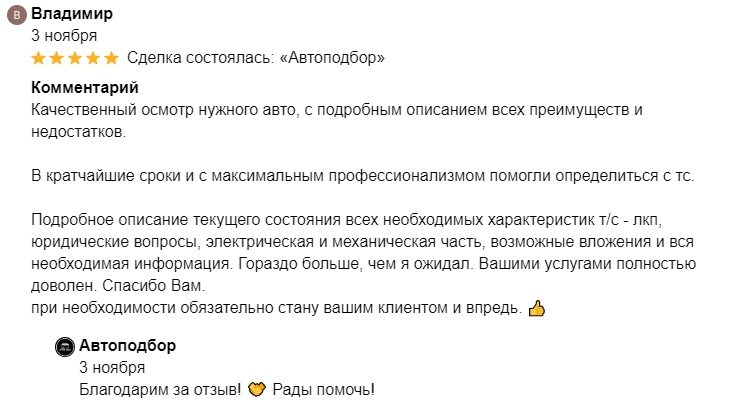 В
Владимир
3 ноября
Сделка состоялась: «Автоподбор»
Комментарий
Качественный осмотр нужного авто, с подробным описанием всех преимуществ и
недостатков.
В кратчайшие сроки и с максимальным профессионализмом помогли определиться с тс.
Подробное описание текущего состояния всех необходимых характеристик т/с - лкп,
юридические вопросы, электрическая и механическая часть, возможные вложения и вся
необходимая информация. Гораздо больше, чем я ожидал. Вашими услугами полностью
доволен. Спасибо Вам.
при необходимости обязательно стану вашим клиентом и впредь. 👍
Автоподбор
3 ноября
Благодарим за отзыв! 🤝 Рады помочь!